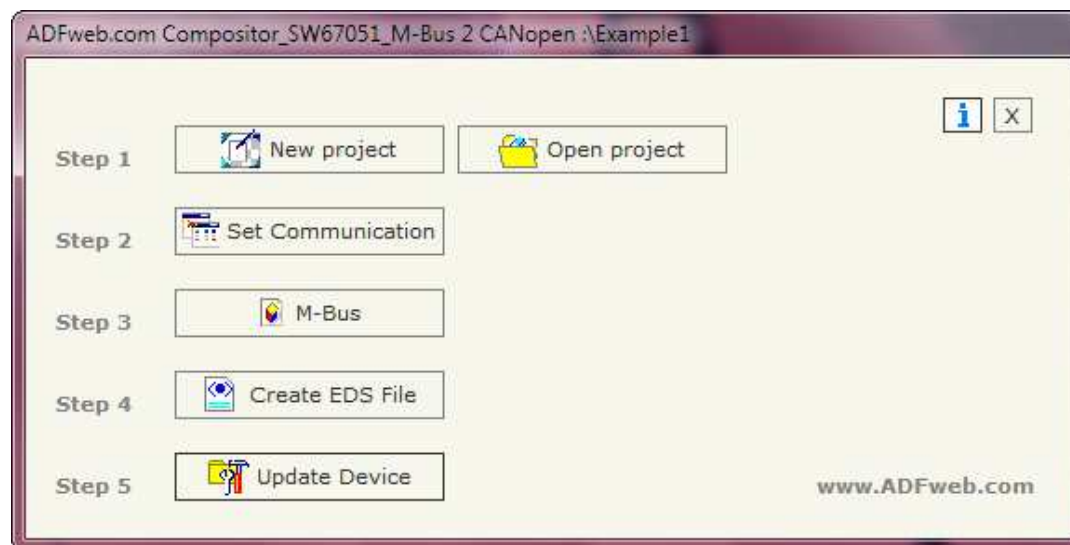 ADFweb.com Compositor_SW67051_M-Bus 2 CANopen :\Example1
i X
Step 1 New project Open project
Step 2 Set Communication
Step 3 M-Bus
Step 4 Create EDS File
Step 5 Update Device
www.ADFweb.com